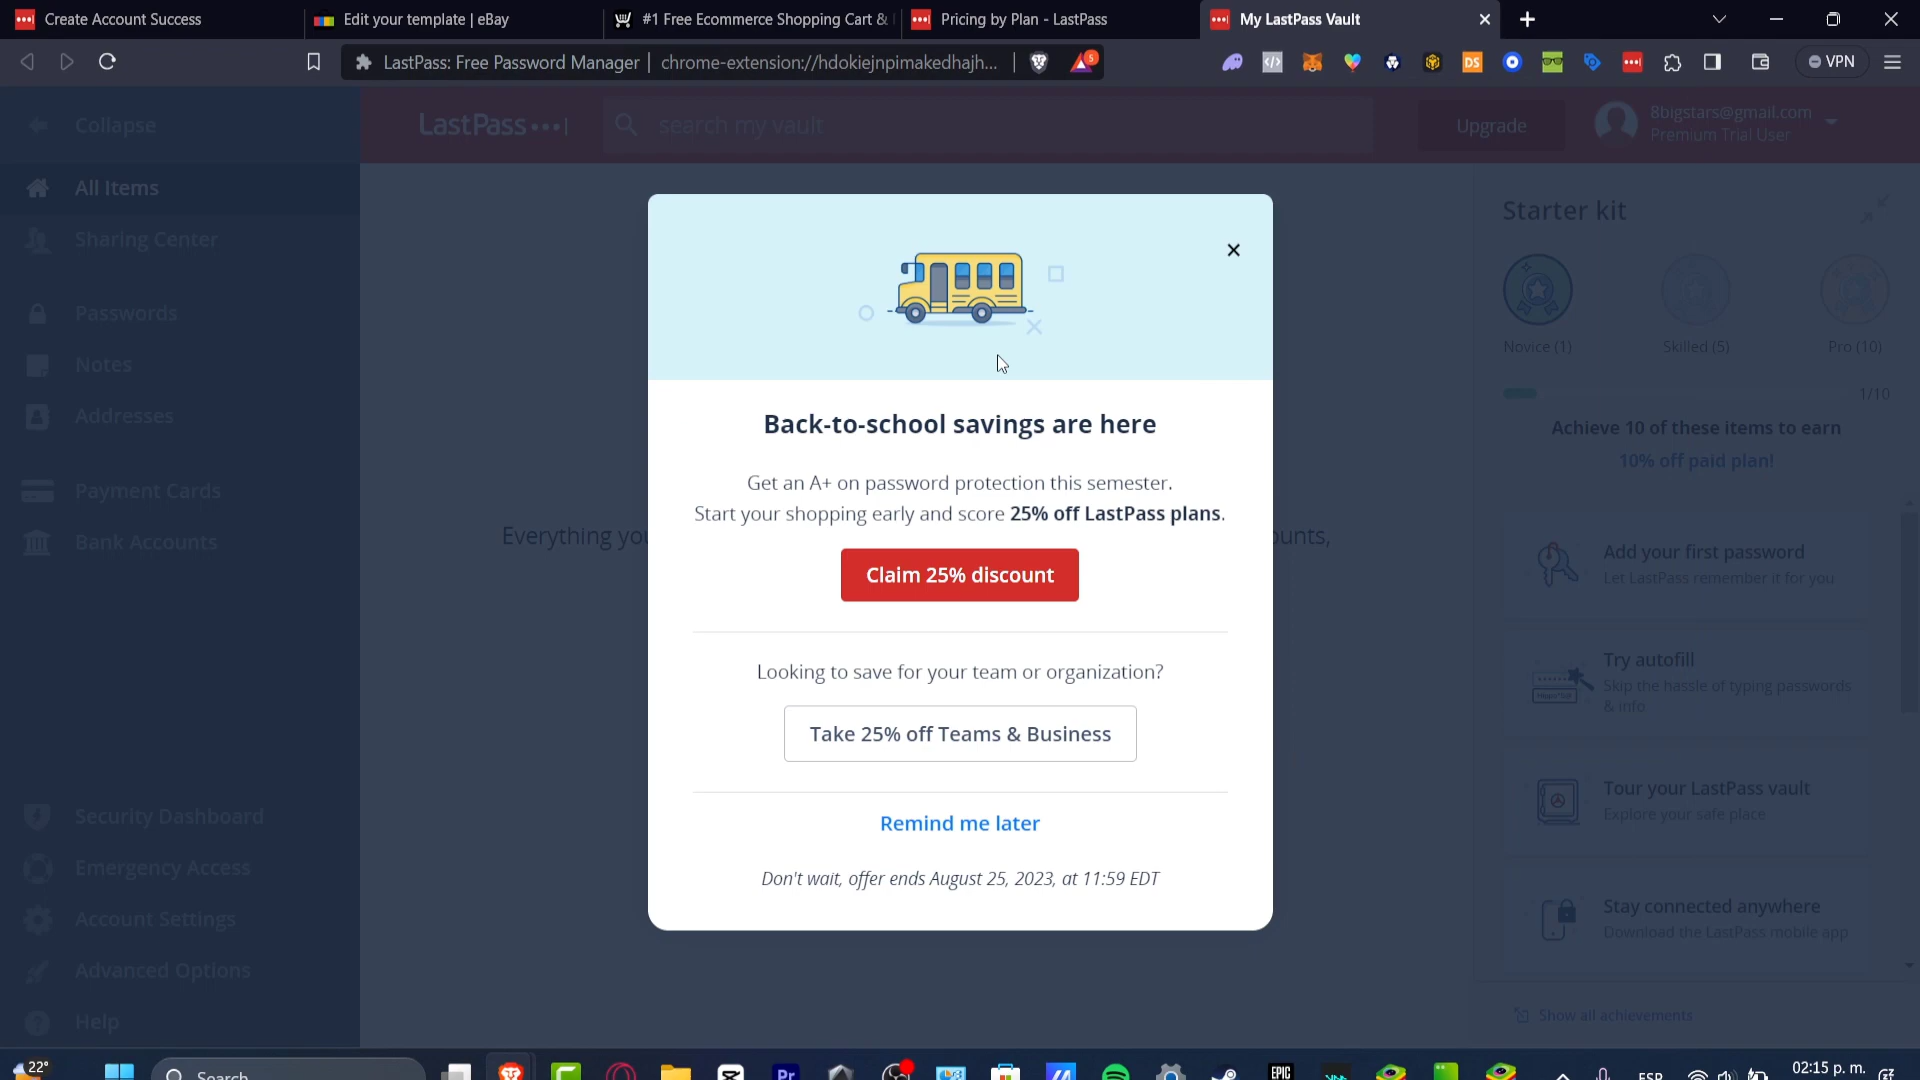 Create Account Success
Edit your template | eBay
#1 Free Ecommerce Shopping Cart &
Pricing by Plan - LastPass
My LastPass Vault
LastPass: Free Password Manager
chrome-extension://hdokiejnpimakedhajh...
5
VPN
Collapse
LastPass
search my vault
Upgrade
8bigstars@gmail.com
Premium Trial User
All Items
Sharing Center
Passwords
Notes
Addresses
Payment Cards
Bank Accounts
Security Dashboard
Emergency Access
Account Settings
Advanced Options
Help
Back-to-school savings are here
Get an A+ on password protection this semester.
Start your shopping early and score 25% off LastPass plans.
Claim 25% discount
Looking to save for your team or organization?
Take 25% off Teams & Business
Remind me later
Don't wait, offer ends August 25, 2023, at 11:59 EDT
Everything
Starter kit
Novice (1)
Skilled (5)
Pro (10)
1/10
Achieve 10 of these items to earn
10% off paid plan!
Add your first password
Let LastPass remember it for you
Try autofill
Skip the hassle of typing passwords
& info
Tour your LastPass vault
Explore your safe place
Stay connected anywhere
Download the LastPass mobile app
Show all achievements
22°
Search
Pr
EPIC
ESP
02:15 p. m.